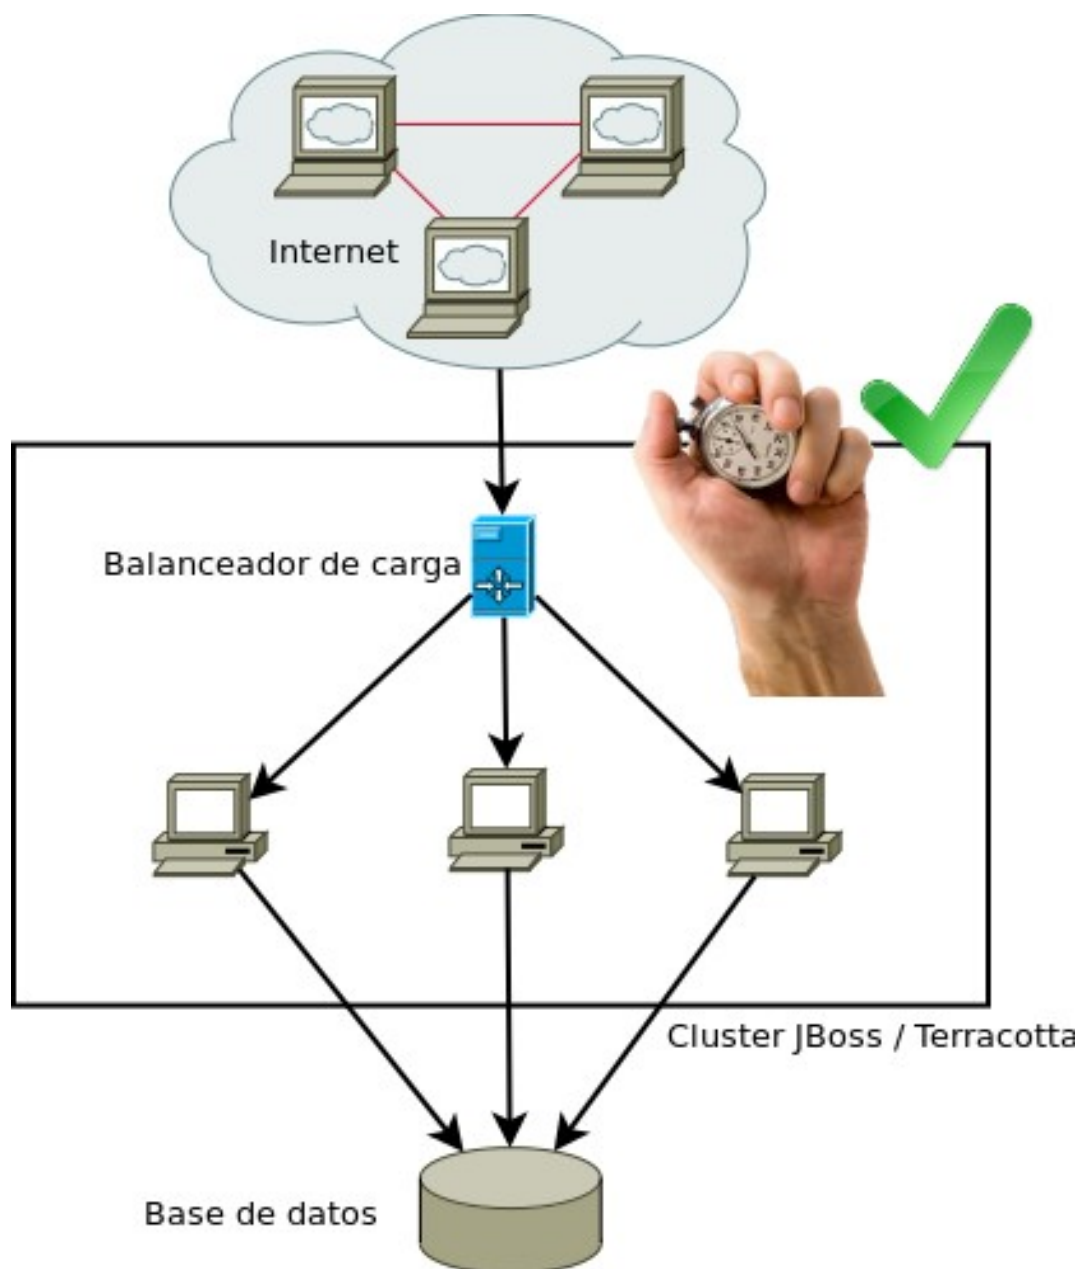 Internet
Balanceador de carga
Cluster JBoss / Terracotta
Base de datos